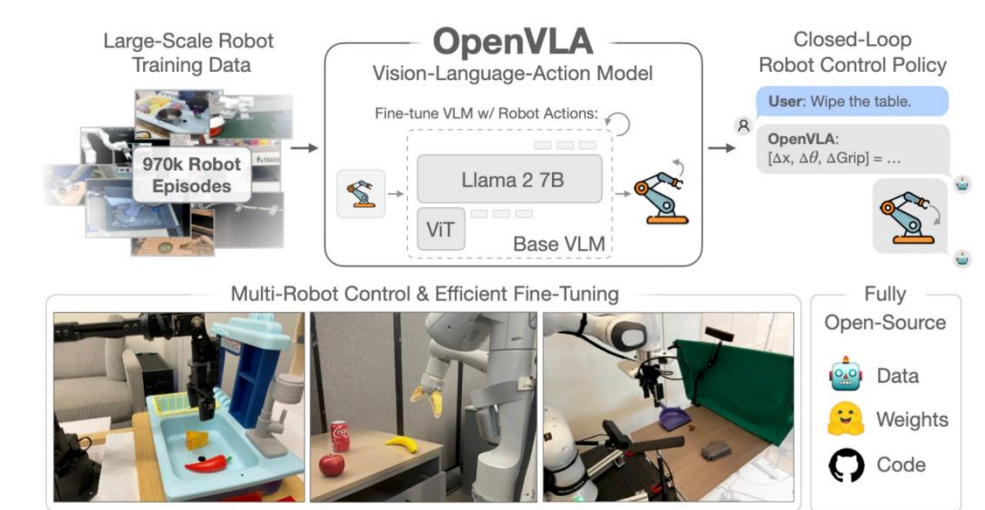 Large-Scale Robot
Training Data
970k Robot
Episodes
OpenVLA
Vision-Language-Action Model
Fine-tune VLM w/ Robot Actions:
Llama 2 7B
ViT
Base VLM
Closed-Loop
Robot Control Policy
User: Wipe the table.
OpenVLA:
[Δx, Δθ, ΔGrip] = ...
Multi-Robot Control & Efficient Fine-Tuning
Fully
Open-Source
Data
Weights
Code